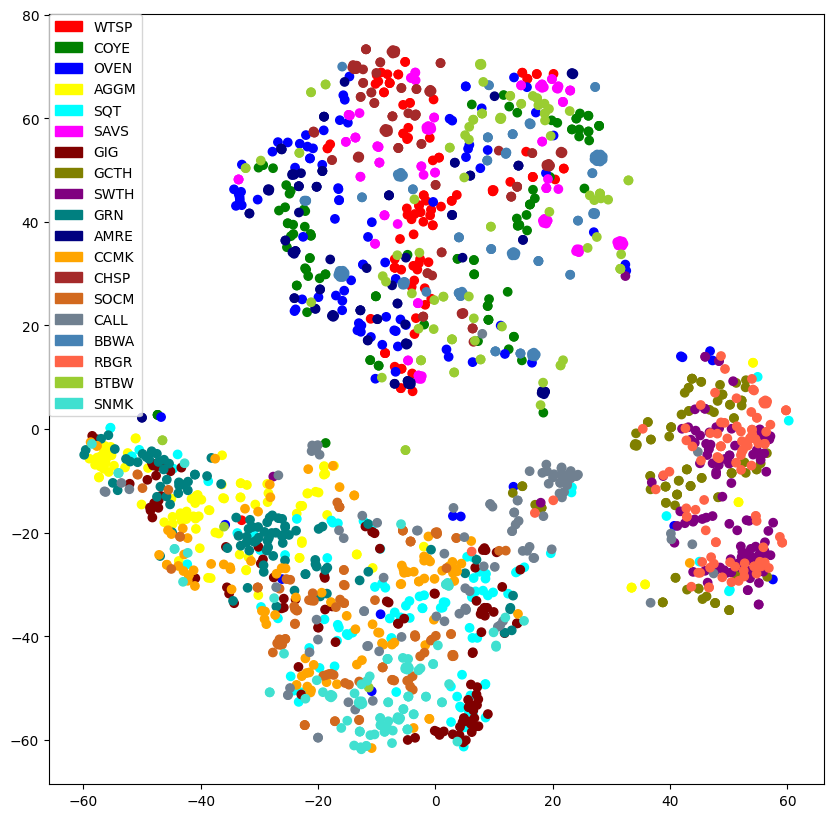 80
60
40
20
0
−20
−40
−60
WTSP
COYE
OVEN
AGGM
SQT
SAVS
GIG
GCTH
SWTH
GRN
AMRE
CCMK
CHSP
SOCM
CALL
BBWA
RBGR
BTBW
SNMK
−60 −40 −20 0 20 40 60